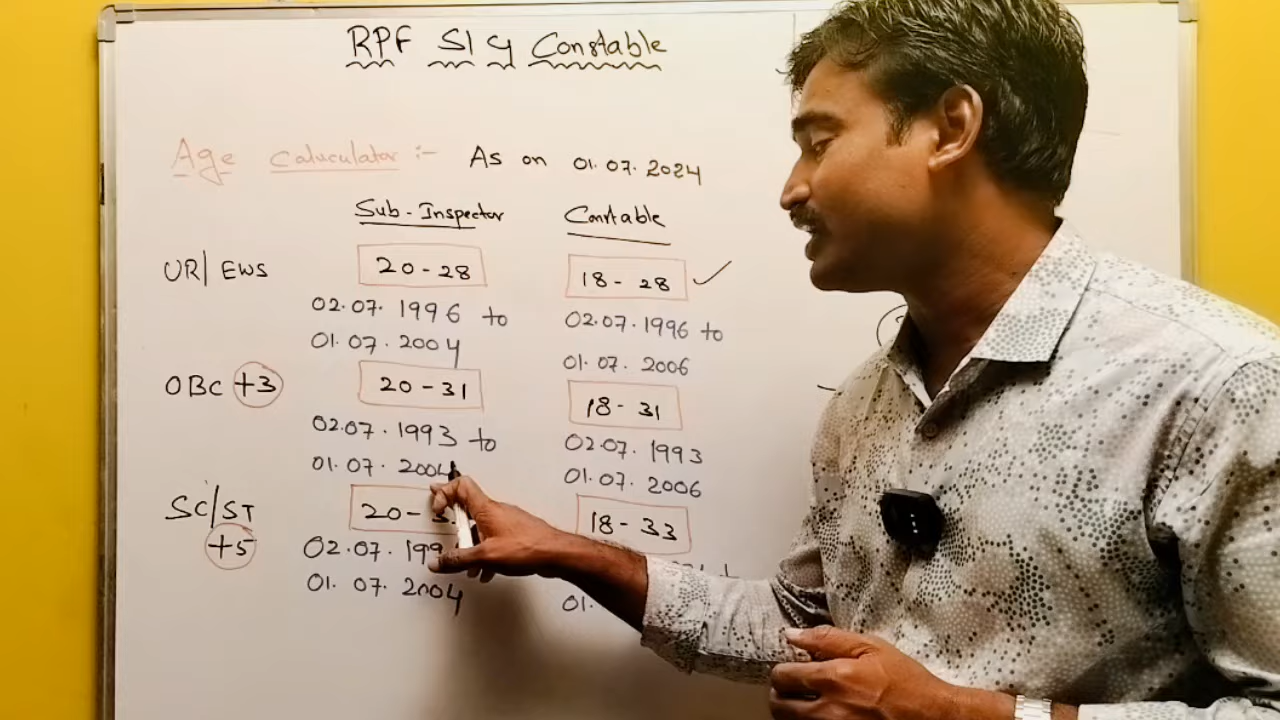 RPF SI Y Constable
Age Caluculator :- As on 01.07.2024
Sub-Inspector Constable
UR/EWS 20-28 18-28
02.07.1996 to 02.07.1996 to
01.07.2004 01.07.2006
OBC +3 20-31 18-31
02.07.1993 to 02.07.1993
01.07.2004 01.07.2006
SC/ST +5 20- 18-33
02.07. 
01.07.2004 01.